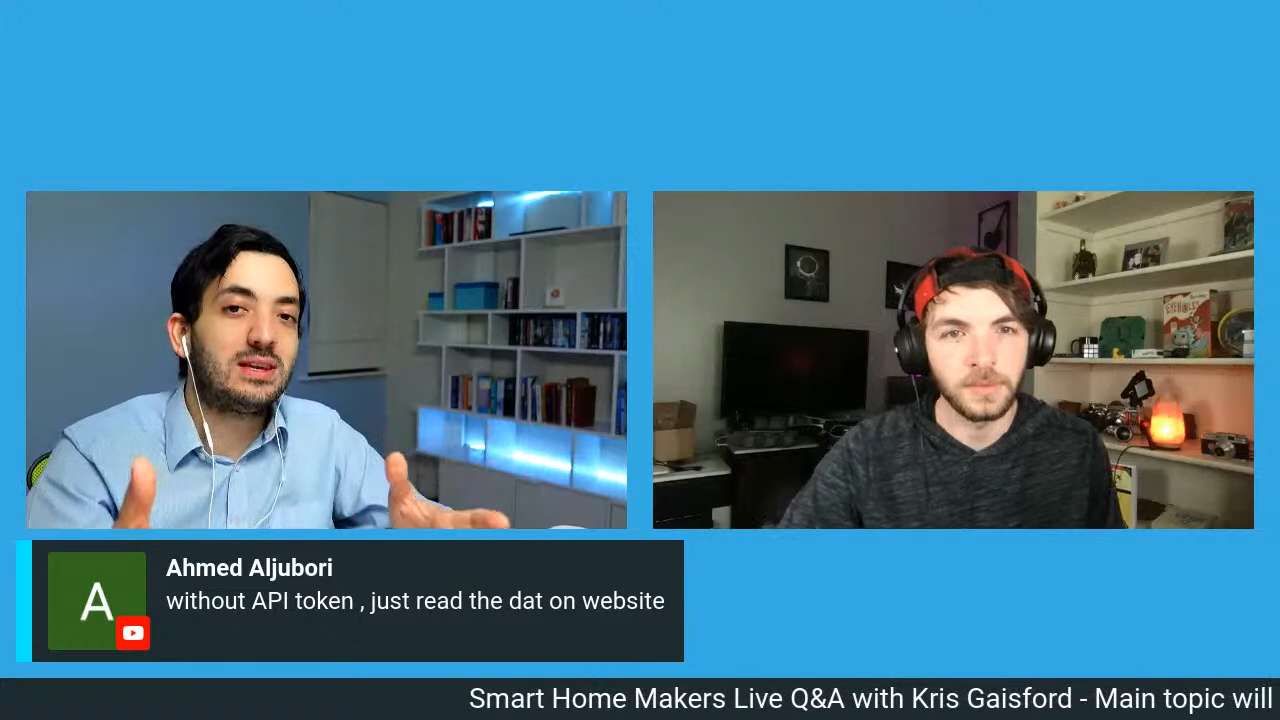 EYEHOLES
A
Ahmed Aljubori
without API token , just read the dat on website
Smart Home Makers Live Q&A with Kris Gaisford - Main topic will